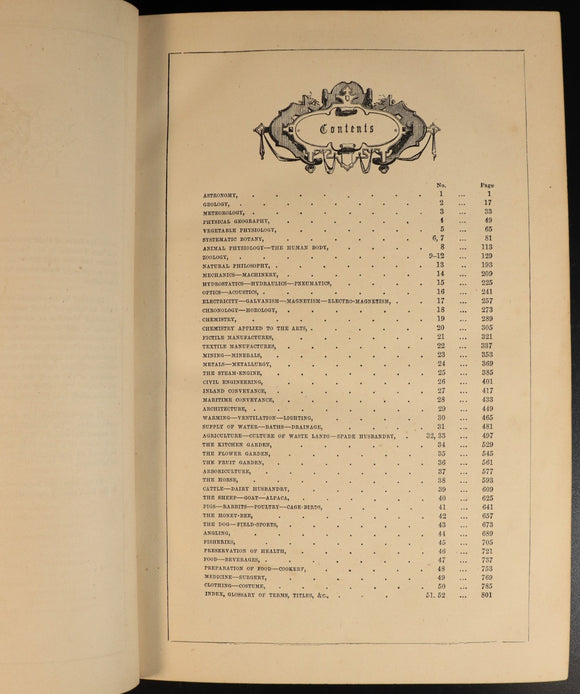 Contents
No. Page
ASTRONOMY, 1 ... 1
GEOLOGY, 2 ... 17
METEOROLOGY, 3 ... 33
PHYSICAL GEOGRAPHY, 4 ... 49
VEGETABLE PHYSIOLOGY, 5 ... 65
SYSTEMATIC BOTANY, 6, 7 ... 81
ANIMAL PHYSIOLOGY—THE HUMAN BODY, 8 ... 113
ZOOLOGY, 9-12 ... 129
NATURAL PHILOSOPHY, 13 ... 193
MECHANICS—MACHINERY, 14 ... 209
HYDROSTATICS—HYDRAULICS—PNEUMATICS, 15 ... 225
OPTICS—ACOUSTICS, 16 ... 241
ELECTRICITY—GALVANISM—MAGNETISM—ELECTRO-MAGNETISM, 17 ... 257
CHRONOLOGY—HOROLOGY, 18 ... 273
CHEMISTRY, 19 ... 289
CHEMISTRY APPLIED TO THE ARTS, 20 ... 305
FICTILE MANUFACTURES, 21 ... 321
TEXTILE MANUFACTURES, 22 ... 337
MINING—MINERALS, 23 ... 353
METALS—METALLURGY, 24 ... 369
THE STEAM-ENGINE, 25 ... 385
CIVIL ENGINEERING, 26 ... 401
INLAND CONVEYANCE, 27 ... 417
MARITIME CONVEYANCE, 28 ... 433
ARCHITECTURE, 29 ... 449
WARMING—VENTILATION—LIGHTING, 30 ... 465
SUPPLY OF WATER—BATHS—DRAINAGE, 31 ... 481
AGRICULTURE—CULTURE OF WASTE LANDS—SPADE HUSBANDRY, 32, 33 ... 497
THE KITCHEN GARDEN, 34 ... 529
THE FLOWER GARDEN, 35 ... 545
THE FRUIT GARDEN, 36 ... 561
ARBORICULTURE, 37 ... 577
THE HORSE, 38 ... 593
CATTLE—DAIRY HUSBANDRY, 39 ... 609
THE SHEEP—GOAT—ALPACA, 40 ... 625
PIGS—RABBITS—POULTRY—CAGE-BIRDS, 41 ... 641
THE HONEY-BEE, 42 ... 657
THE DOG—FIELD-SPORTS, 43 ... 673
ANGLING, 44 ... 689
FISHERIES, 45 ... 705
PRESERVATION OF HEALTH, 46 ... 721
FOOD—BEVERAGES, 47 ... 737
PREPARATION OF FOOD—COOKERY, 48 ... 753
MEDICINE—SURGERY, 49 ... 769
CLOTHING—COSTUME, 50 ... 785
INDEX, GLOSSARY OF TERMS, TITLES, &c., 51, 52 ... 801